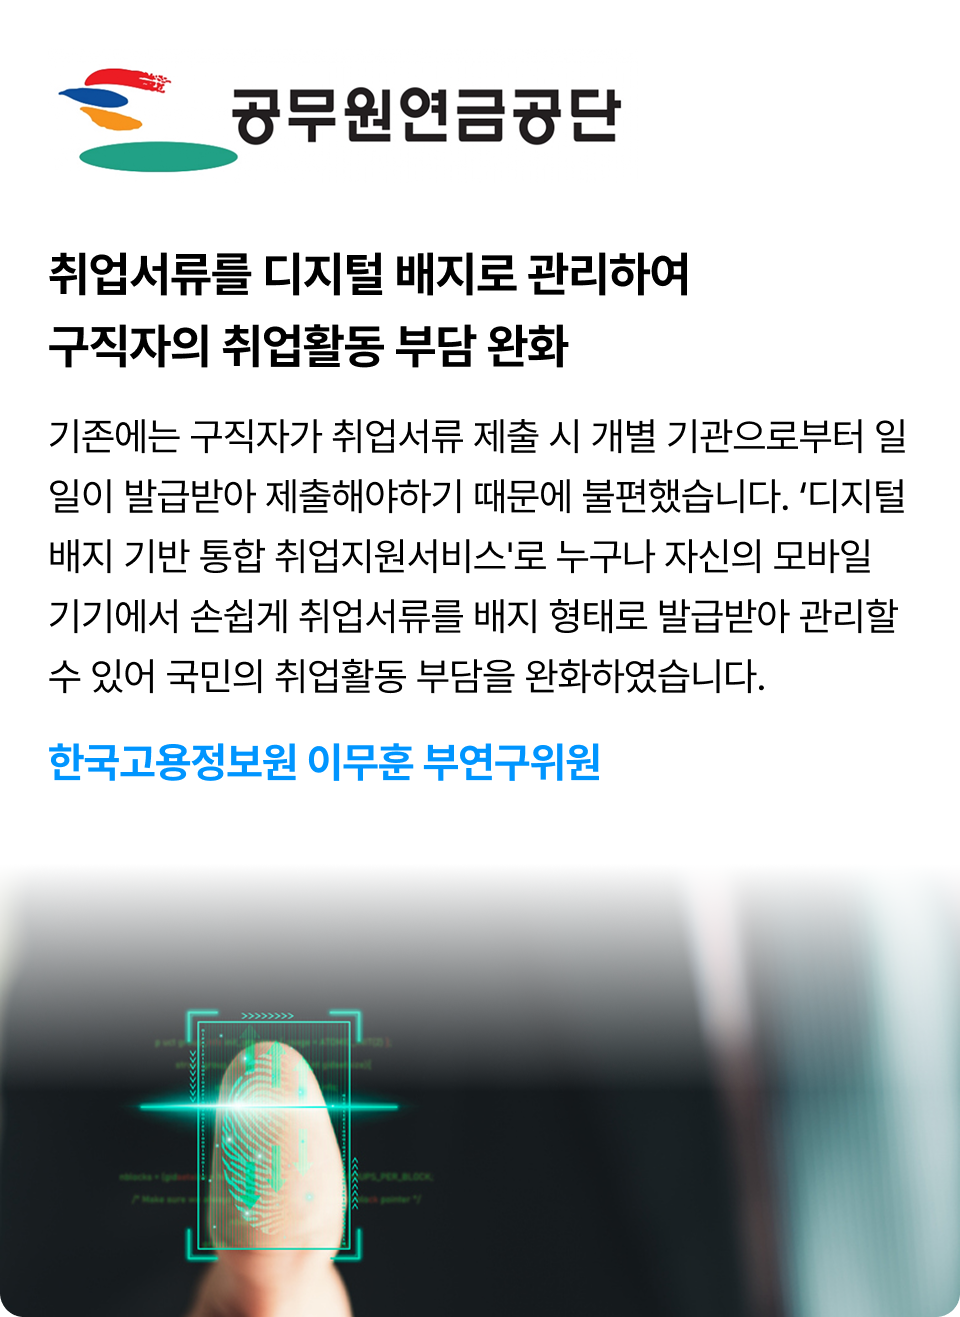 공무원연금공단
취업서류를 디지털 배지로 관리하여
구직자의 취업활동 부담 완화
기존에는 구직자가 취업서류 제출 시 개별 기관으로부터 일
일이 발급받아 제출해야하기 때문에 불편했습니다. ‘디지털
배지 기반 통합 취업지원서비스'로 누구나 자신의 모바일
기기에서 손쉽게 취업서류를 배지 형태로 발급받아 관리할
수 있어 국민의 취업활동 부담을 완화하였습니다.
한국고용정보원 이무훈 부연구위원
>>>>>>>>
nblocks = (gid
UPS_PER_BLOCK;
/* Make sure we
pointer */